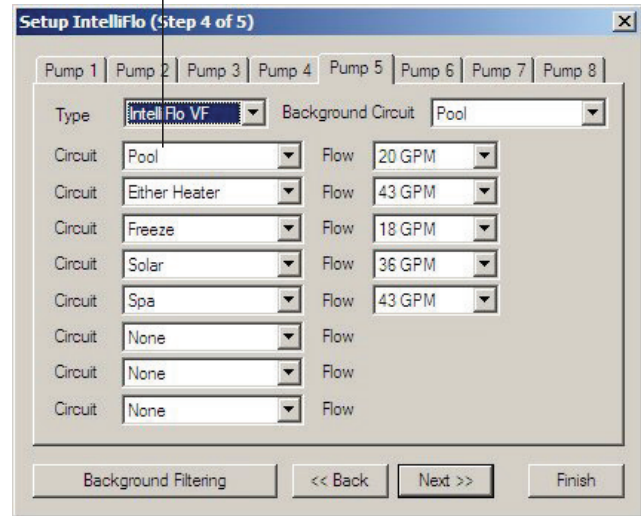 Setup IntelliFlo (Step 4 of 5)
Pump 1 Pump 2 Pump 3 Pump 4 Pump 5 Pump 6 Pump 7 Pump 8
Type IntelliFlo VF Background Circuit Pool
Circuit Pool Flow 20 GPM
Circuit Either Heater Flow 43 GPM
Circuit Freeze Flow 18 GPM
Circuit Solar Flow 36 GPM
Circuit Spa Flow 43 GPM
Circuit None Flow
Circuit None Flow
Circuit None Flow
Background Filtering << Back Next >> Finish